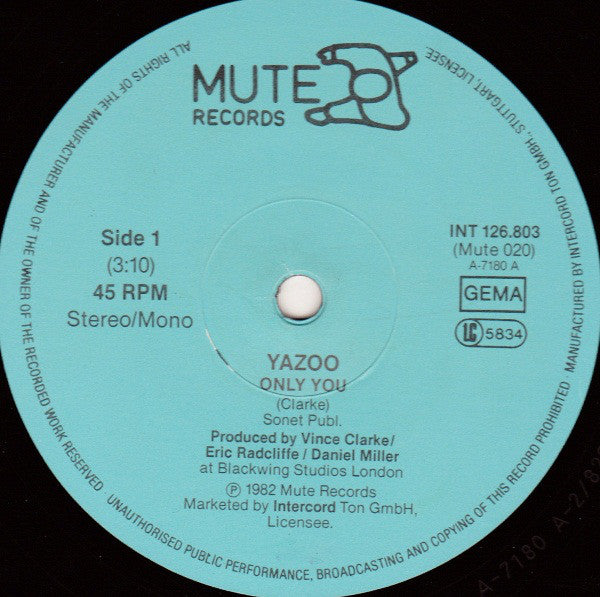 MUTE
RECORDS
Side 1
(3:10)
45 RPM
Stereo/Mono
INT 126.803
(Mute 020)
A-7180 A
GEMA
LC 5834
YAZOO
ONLY YOU
(Clarke)
Sonet Publ.
Produced by Vince Clarke/
Eric Radcliffe / Daniel Miller
at Blackwing Studios London
Ⓟ 1982 Mute Records
Marketed by Intercord Ton GmbH,
Licensee.
ALL RIGHTS OF THE MANUFACTURER AND OF THE OWNER OF THE RECORDED WORK RESERVED
UNAUTHORISED PUBLIC PERFORMANCE, BROADCASTING AND COPYING OF THIS RECORD PROHIBITED
MANUFACTURED BY INTERCORD TON GMBH, STUTTGART, LICENSEE.
A-7180 A-2/82